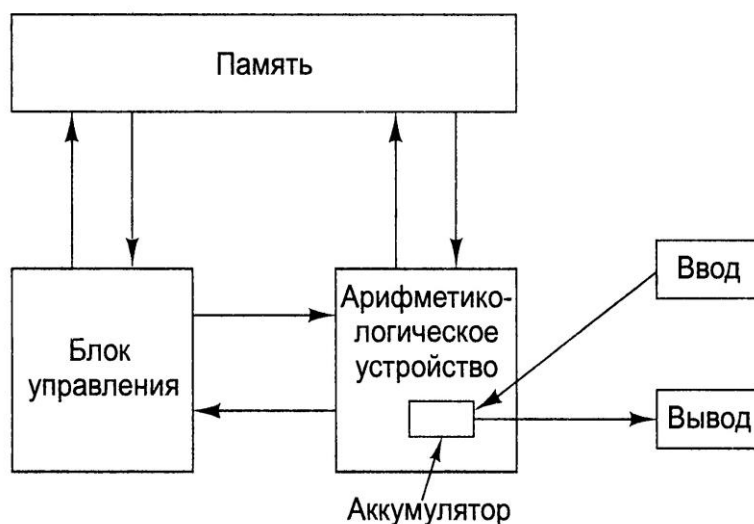 Память
Блок
управления
Арифметико-
логическое
устройство
Ввод
Вывод
Аккумулятор